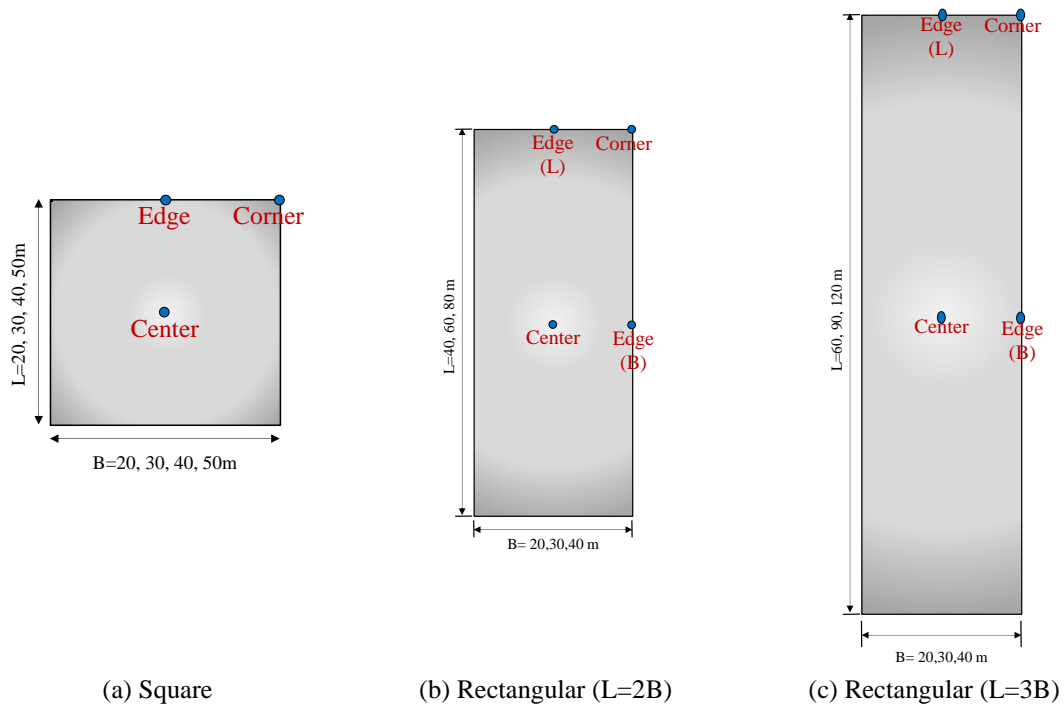 Edge
Corner
Center
L=20, 30, 40, 50m
B=20, 30, 40, 50m
(a) Square
Edge
(L)
Corner
Center
Edge
(B)
L=40, 60, 80 m
B= 20,30,40 m
(b) Rectangular (L=2B)
Edge
(L)
Corner
Center
Edge
(B)
L=60, 90, 120 m
B= 20,30,40 m
(c) Rectangular (L=3B)